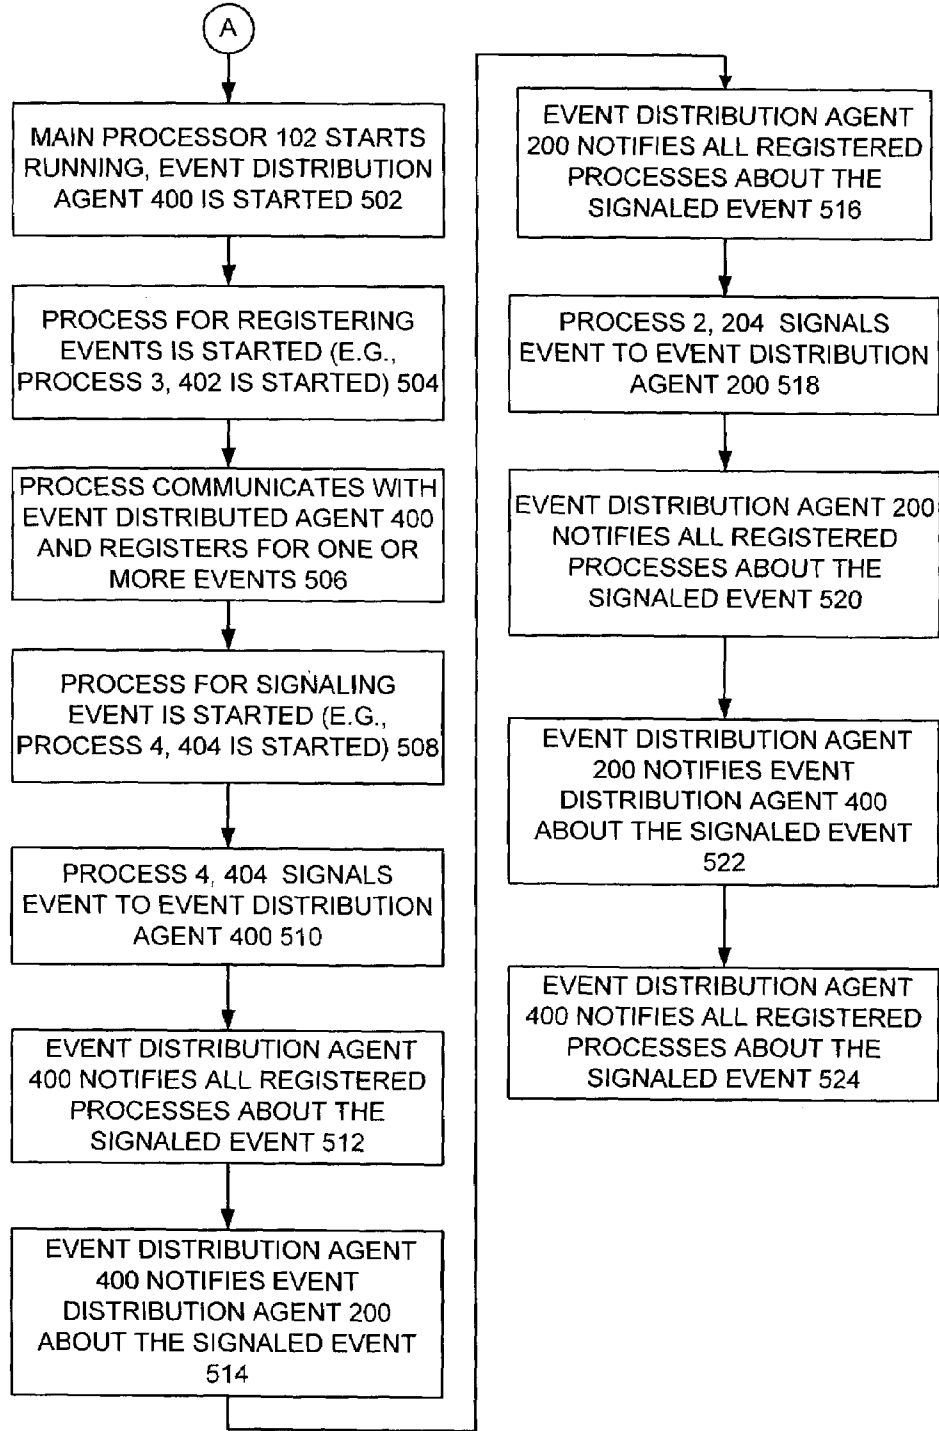 A
MAIN PROCESSOR 102 STARTS
RUNNING, EVENT DISTRIBUTION
AGENT 400 IS STARTED 502
PROCESS FOR REGISTERING
EVENTS IS STARTED (E.G.,
PROCESS 3, 402 IS STARTED) 504
PROCESS COMMUNICATES WITH
EVENT DISTRIBUTED AGENT 400
AND REGISTERS FOR ONE OR
MORE EVENTS 506
PROCESS FOR SIGNALING
EVENT IS STARTED (E.G.,
PROCESS 4, 404 IS STARTED) 508
PROCESS 4, 404 SIGNALS
EVENT TO EVENT DISTRIBUTION
AGENT 400 510
EVENT DISTRIBUTION AGENT
400 NOTIFIES ALL REGISTERED
PROCESSES ABOUT THE
SIGNALED EVENT 512
EVENT DISTRIBUTION AGENT
400 NOTIFIES EVENT
DISTRIBUTION AGENT 200
ABOUT THE SIGNALED EVENT
514
EVENT DISTRIBUTION AGENT
200 NOTIFIES ALL REGISTERED
PROCESSES ABOUT THE
SIGNALED EVENT 516
PROCESS 2, 204 SIGNALS
EVENT TO EVENT DISTRIBUTION
AGENT 200 518
EVENT DISTRIBUTION AGENT 200
NOTIFIES ALL REGISTERED
PROCESSES ABOUT THE
SIGNALED EVENT 520
EVENT DISTRIBUTION AGENT
200 NOTIFIES EVENT
DISTRIBUTION AGENT 400
ABOUT THE SIGNALED EVENT
522
EVENT DISTRIBUTION AGENT
400 NOTIFIES ALL REGISTERED
PROCESSES ABOUT THE
SIGNALED EVENT 524